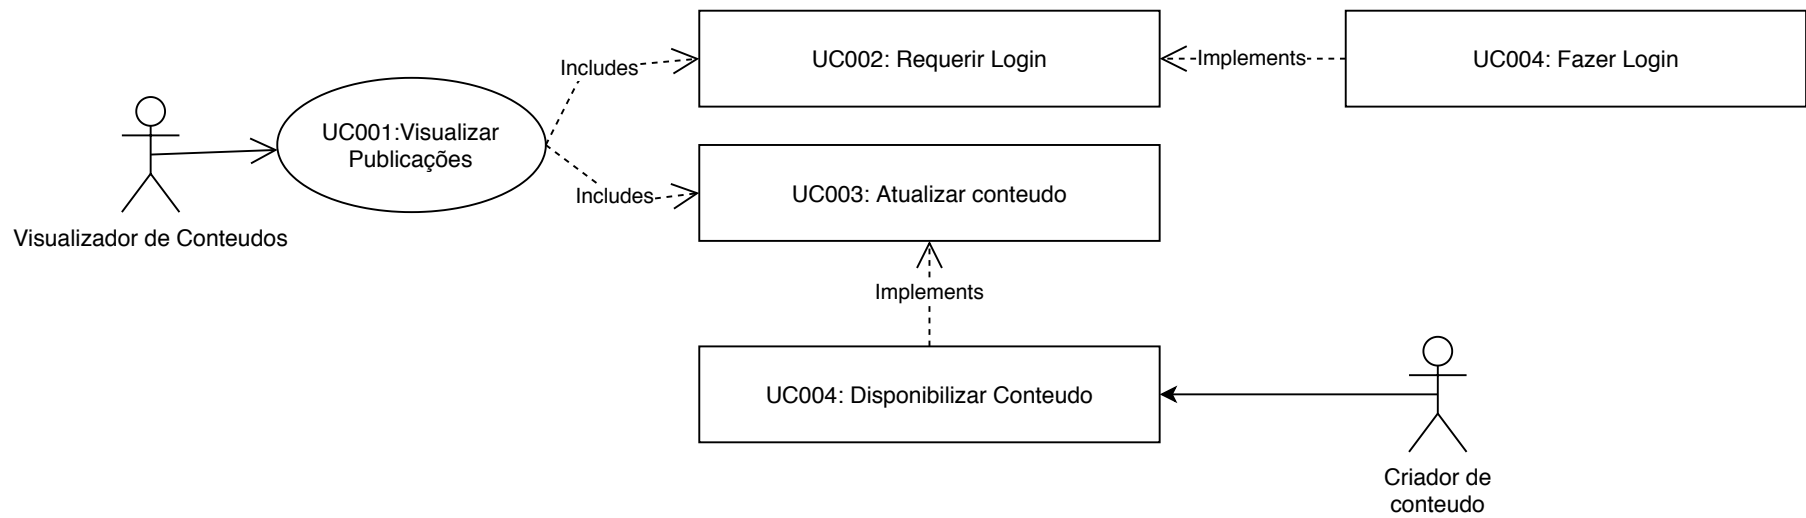 UC002: Requerir Login
Implements
UC004: Fazer Login
Includes
UC001:Visualizar
Publicações
Includes
UC003: Atualizar conteudo
Visualizador de Conteudos
Implements
UC004: Disponibilizar Conteudo
Criador de
conteudo